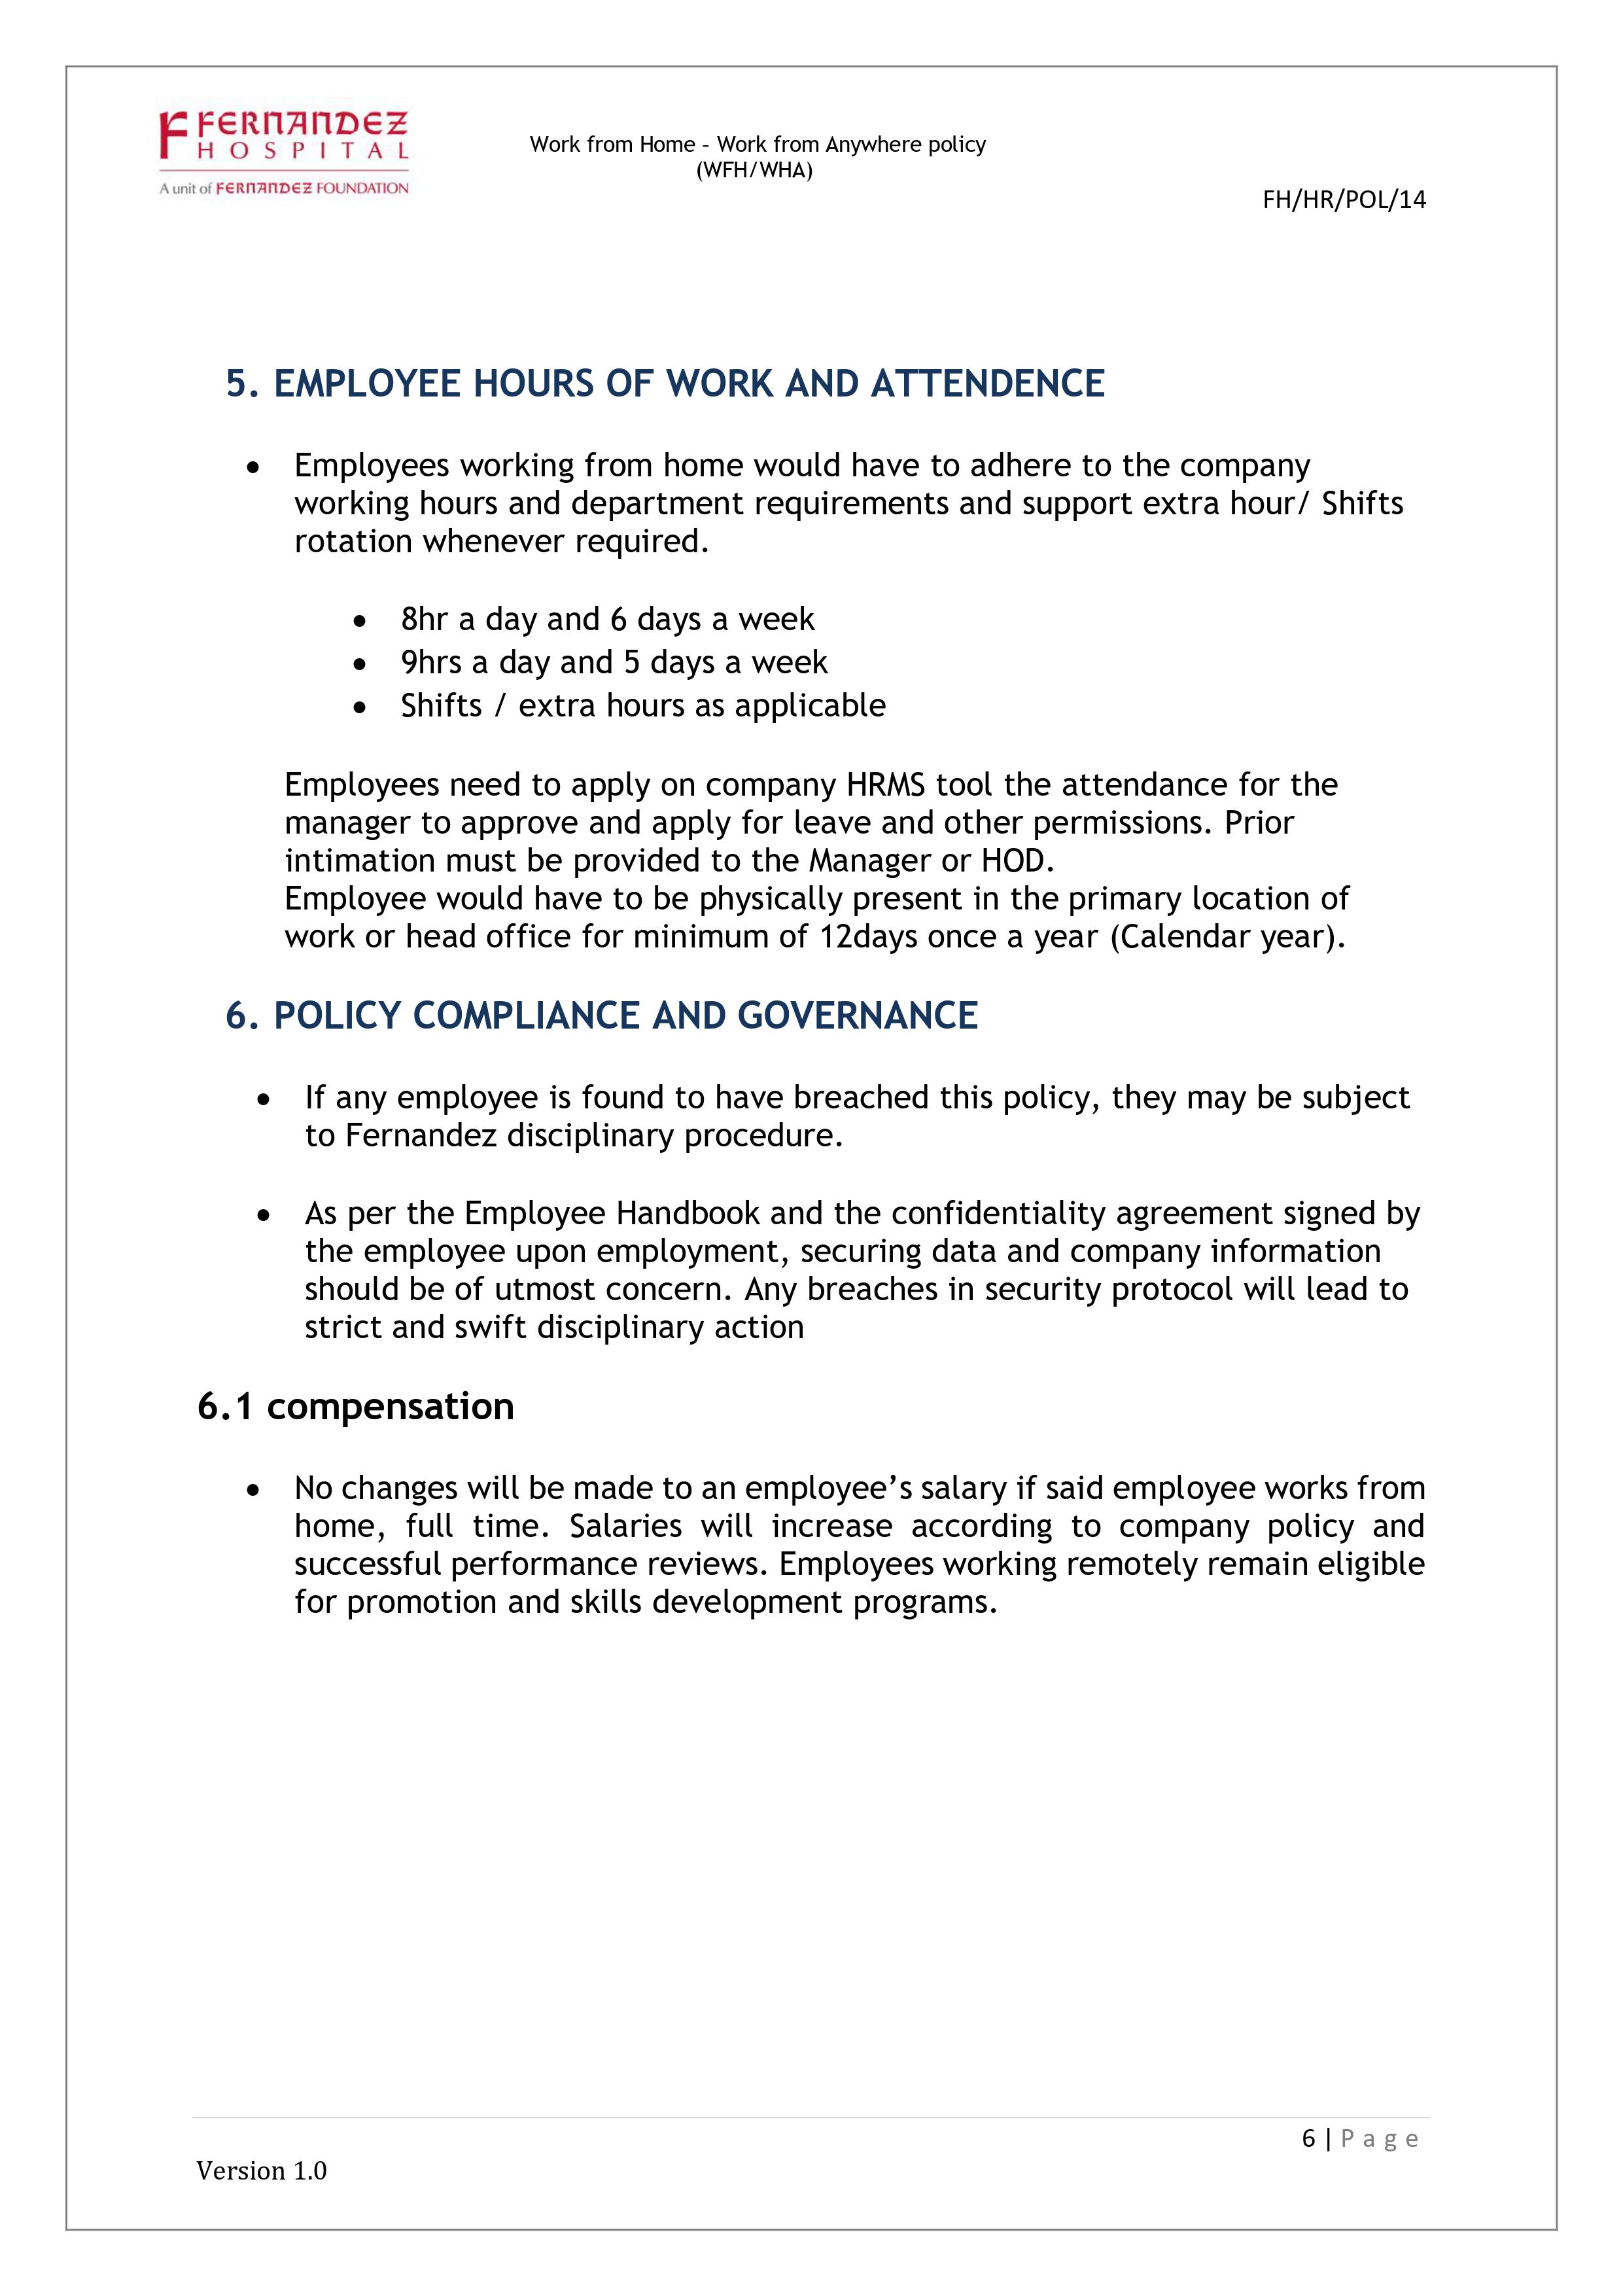 FERNANDEZ
HOSPITAL
A unit of FERNANDEZ FOUNDATION
Work from Home – Work from Anywhere policy
(WFH/WHA)
FH/HR/POL/14
5. EMPLOYEE HOURS OF WORK AND ATTENDENCE
• Employees working from home would have to adhere to the company
working hours and department requirements and support extra hour/ Shifts
rotation whenever required.
• 8hr a day and 6 days a week
• 9hrs a day and 5 days a week
• Shifts / extra hours as applicable
Employees need to apply on company HRMS tool the attendance for the
manager to approve and apply for leave and other permissions. Prior
intimation must be provided to the Manager or HOD.
Employee would have to be physically present in the primary location of
work or head office for minimum of 12days once a year (Calendar year).
6. POLICY COMPLIANCE AND GOVERNANCE
• If any employee is found to have breached this policy, they may be subject
to Fernandez disciplinary procedure.
• As per the Employee Handbook and the confidentiality agreement signed by
the employee upon employment, securing data and company information
should be of utmost concern. Any breaches in security protocol will lead to
strict and swift disciplinary action
6.1 compensation
• No changes will be made to an employee’s salary if said employee works from
home, full time. Salaries will increase according to company policy and
successful performance reviews. Employees working remotely remain eligible
for promotion and skills development programs.
6 | Page
Version 1.0